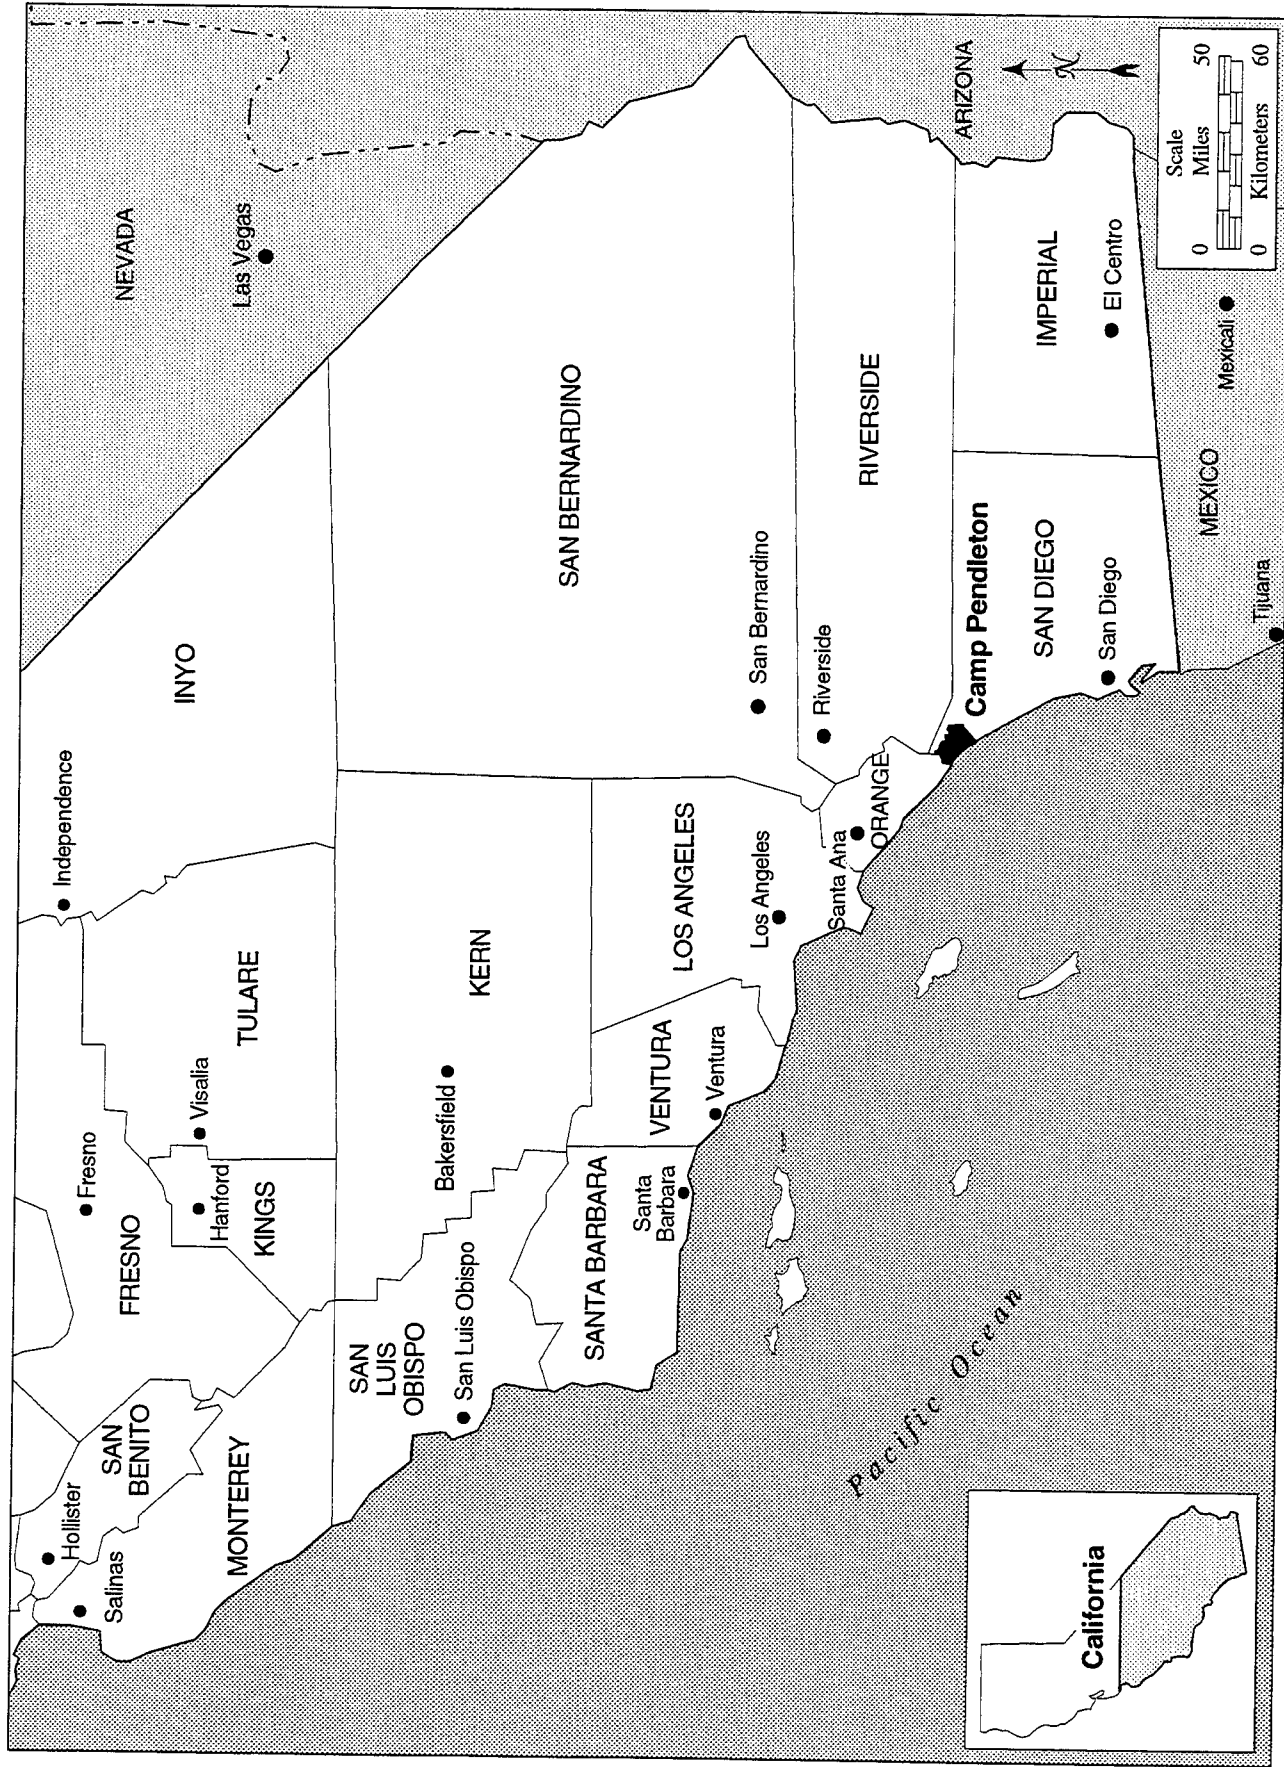 NEVADA
Las Vegas
INYO
Independence
Fresno
FRESNO
Visalia
TULARE
Hanford
KINGS
Hollister
SAN
BENITO
Salinas
MONTEREY
SAN BERNARDINO
San Bernardino
KERN
Bakersfield
SAN
LUIS
OBISPO
San Luis Obispo
SANTA BARBARA
Santa
Barbara
VENTURA
Ventura
LOS ANGELES
Los Angeles
Santa Ana
ORANGE
Riverside
RIVERSIDE
ARIZONA
N
Camp Pendleton
SAN DIEGO
San Diego
IMPERIAL
El Centro
MEXICO
Mexicali
Tijuana
Pacific Ocean
California
Scale
0 Miles 50
0 Kilometers 60